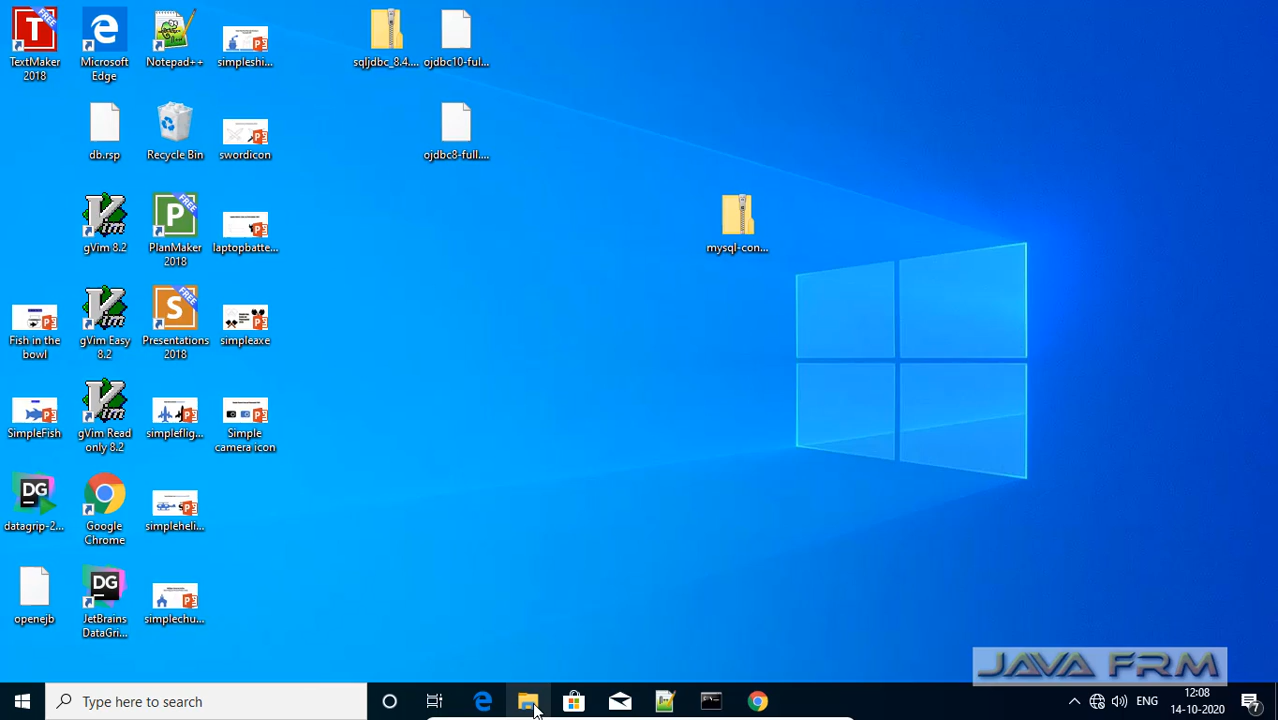 TextMaker
2018
Microsoft
Edge
Notepad++
simpleshi...
sqljdbc_8.4....
ojdbc10-ful...
db.rsp
Recycle Bin
swordicon
ojdbc8-full....
gVim 8.2
PlanMaker
2018
laptopbatte...
mysql-con...
Fish in the
bowl
gVim Easy
8.2
Presentations
2018
simpleaxe
SimpleFish
gVim Read
only 8.2
simpleflig...
Simple
camera icon
datagrip-2...
Google
Chrome
simpleheli...
openejb
JetBrains
DataGri...
simplechu...
JAVA FRM
Type here to search
ENG
12:08
14-10-2020
7